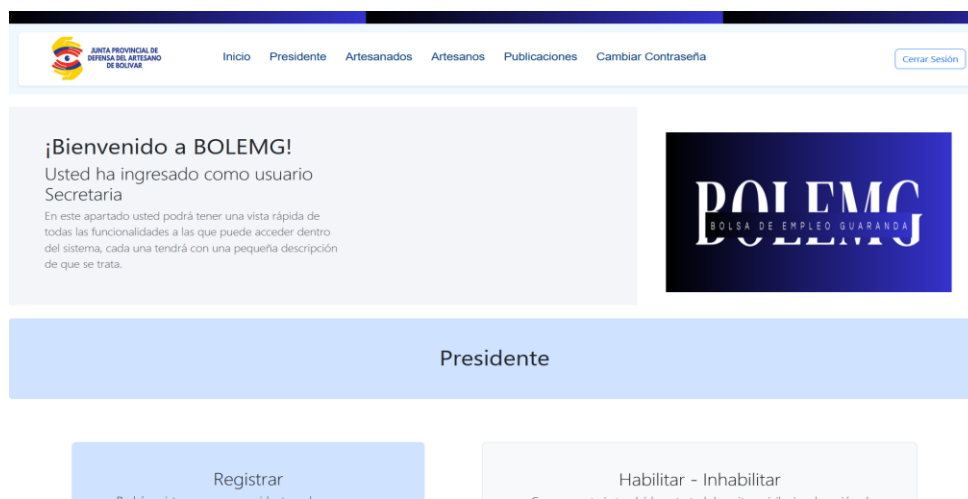 JUNTA PROVINCIAL DE
DEFENSA DEL ARTESANO
DE BOLIVAR
Inicio Presidente Artesanados Artesanos Publicaciones Cambiar Contraseña
Cerrar Sesión
¡Bienvenido a BOLEMG!
Usted ha ingresado como usuario
Secretaria
En este apartado usted podrá tener una vista rápida de
todas las funcionalidades a las que puede acceder dentro
del sistema, cada una tendrá con una pequeña descripción
de que se trata.
BOLEMG
BOLSA DE EMPLEO GUARANDA
Presidente
Registrar
Habilitar - Inhabilitar